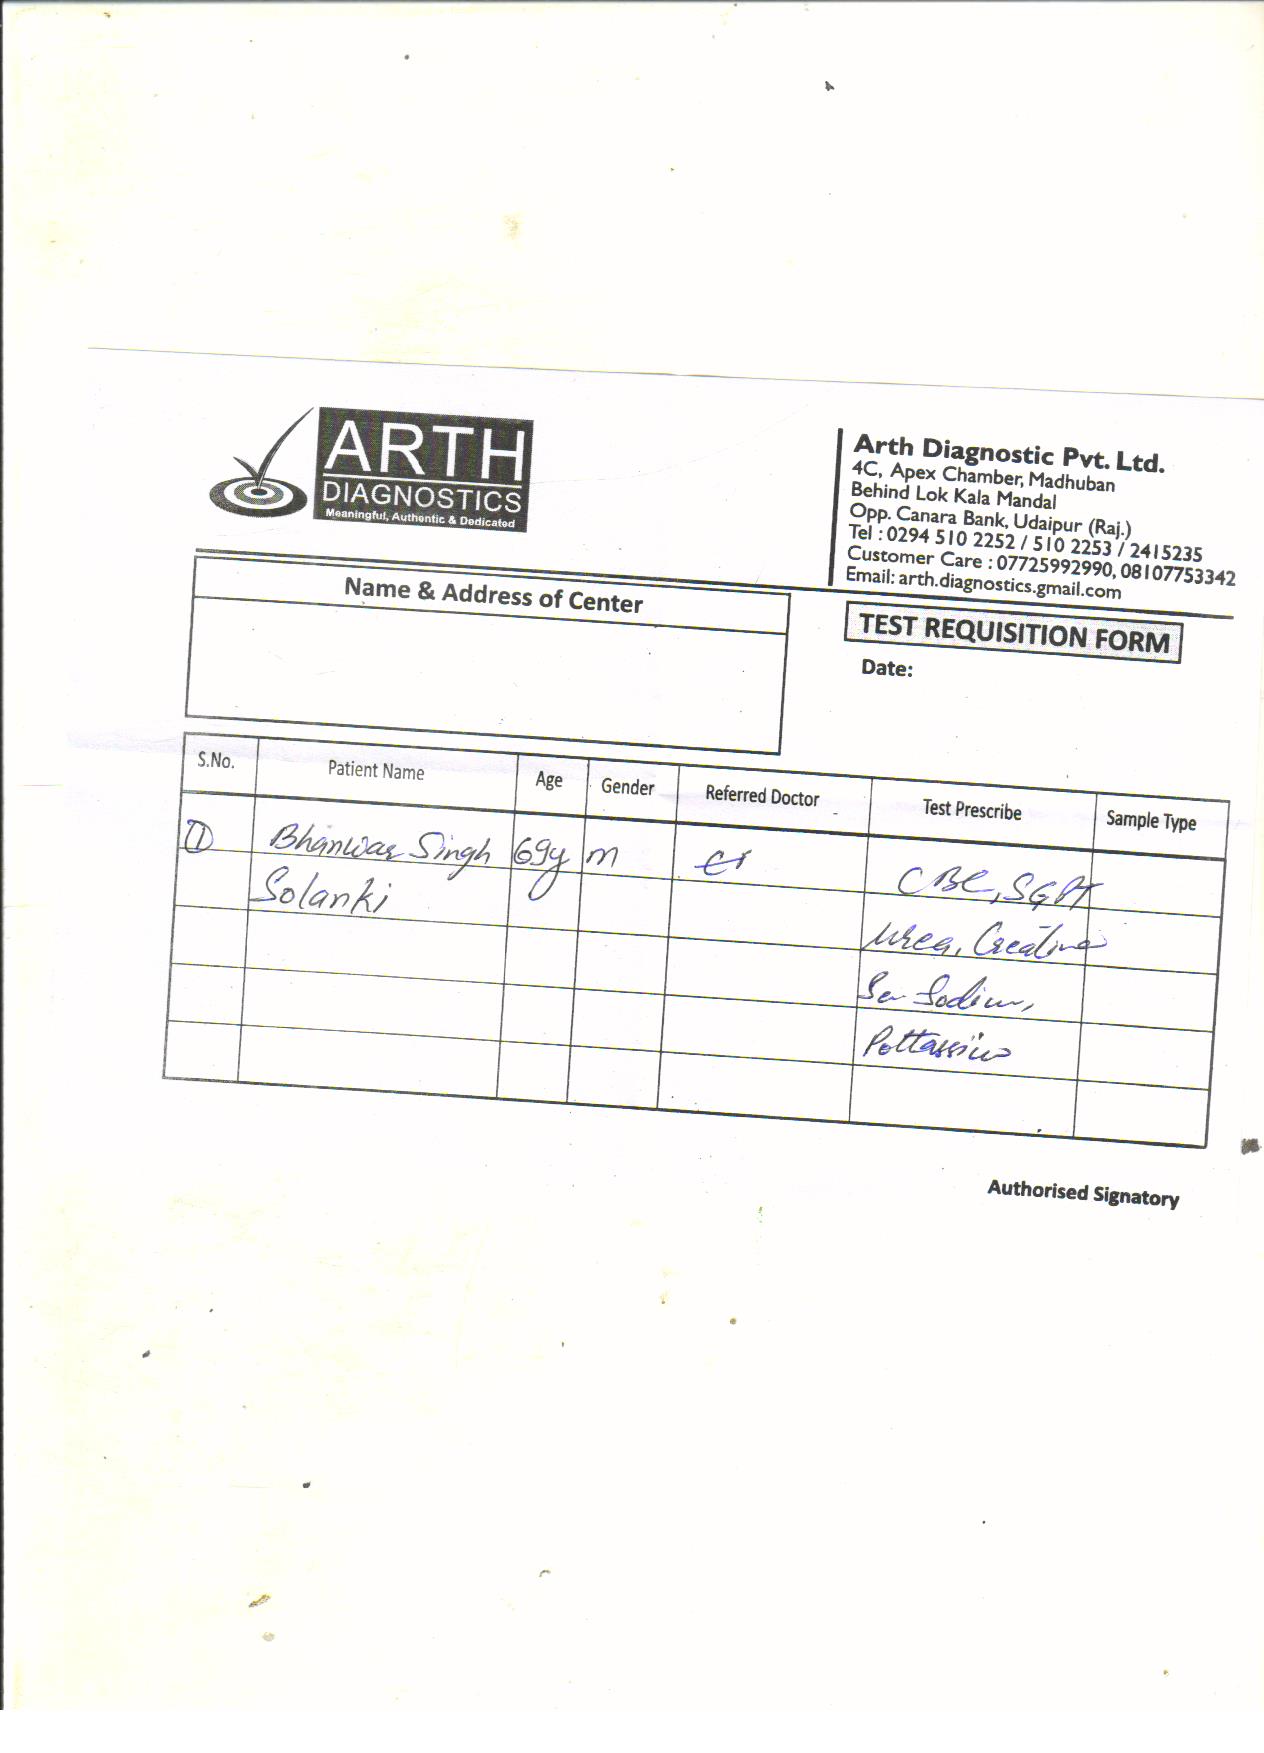 ARTH
DIAGNOSTICS
Meaningful, Authentic & Dedicated
Arth Diagnostic Pvt. Ltd.
4C, Apex Chamber, Madhuban
Behind Lok Kala Mandal
Opp. Canara Bank, Udaipur (Raj.)
Tel : 0294 510 2252 / 510 2253 / 2415235
Customer Care : 07725992990, 08107753342
Email: arth.diagnostics.gmail.com
Name & Address of Center
TEST REQUISITION FORM
Date:
S.No. Patient Name Age Gender Referred Doctor Test Prescribe Sample Type
① Bhanwar Singh 69y m CBC, SGPT
Solanki
Urea, Creatine
Se Sodium,
Pottassium
Authorised Signatory